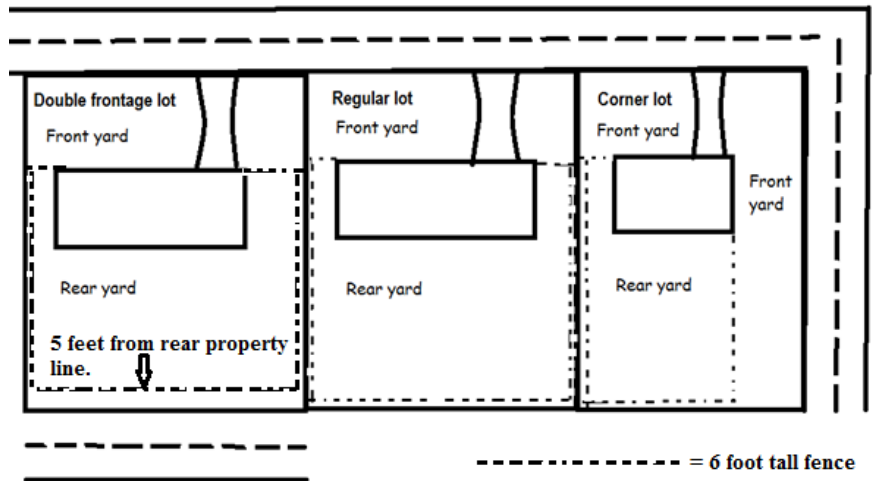 Double frontage lot
Front yard
Regular lot
Front yard
Corner lot
Front yard
Front
yard
Rear yard
Rear yard
Rear yard
5 feet from rear property
line.
= 6 foot tall fence